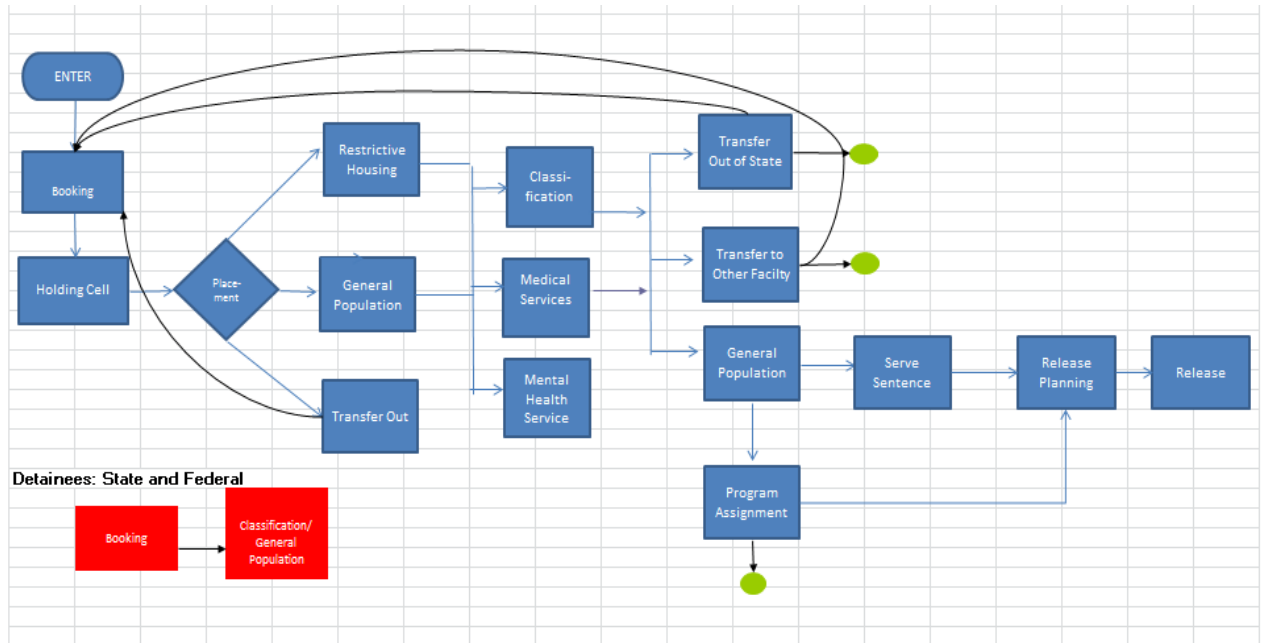 ENTER
Booking
Holding Cell
Place-
ment
Restrictive
Housing
General
Population
Transfer Out
Classi-
fication
Medical
Services
Mental
Health
Service
Transfer
Out of State
Transfer to
Other Facilty
General
Population
Serve
Sentence
Release
Planning
Release
Program
Assignment
Detainees: State and Federal
Booking
Classification/
General
Population